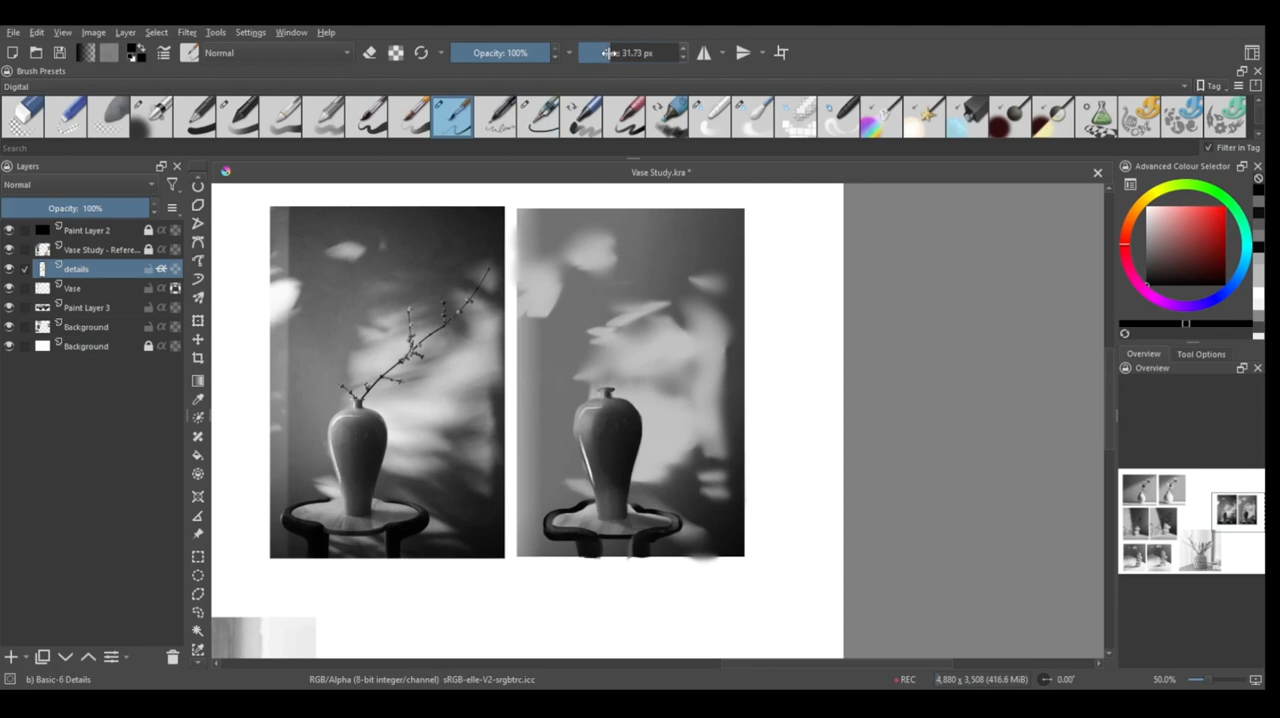 File Edit View Image Layer Select Filter Tools Settings Window Help
Normal Opacity: 100% 31.73 px
Brush Presets
Digital Tag
Search Filter in Tag
Layers Vase Study.kra * Advanced Colour Selector
Normal
Opacity: 100%
Paint Layer 2
Vase Study - Refere...
details
Vase
Paint Layer 3
Background
Background
Overview Tool Options
Overview
b) Basic-6 Details RGB/Alpha (8-bit integer/channel) sRGB-elle-V2-srgbtrc.icc REC 4,880 x 3,508 (416.6 MiB) 0.00° 50.0%